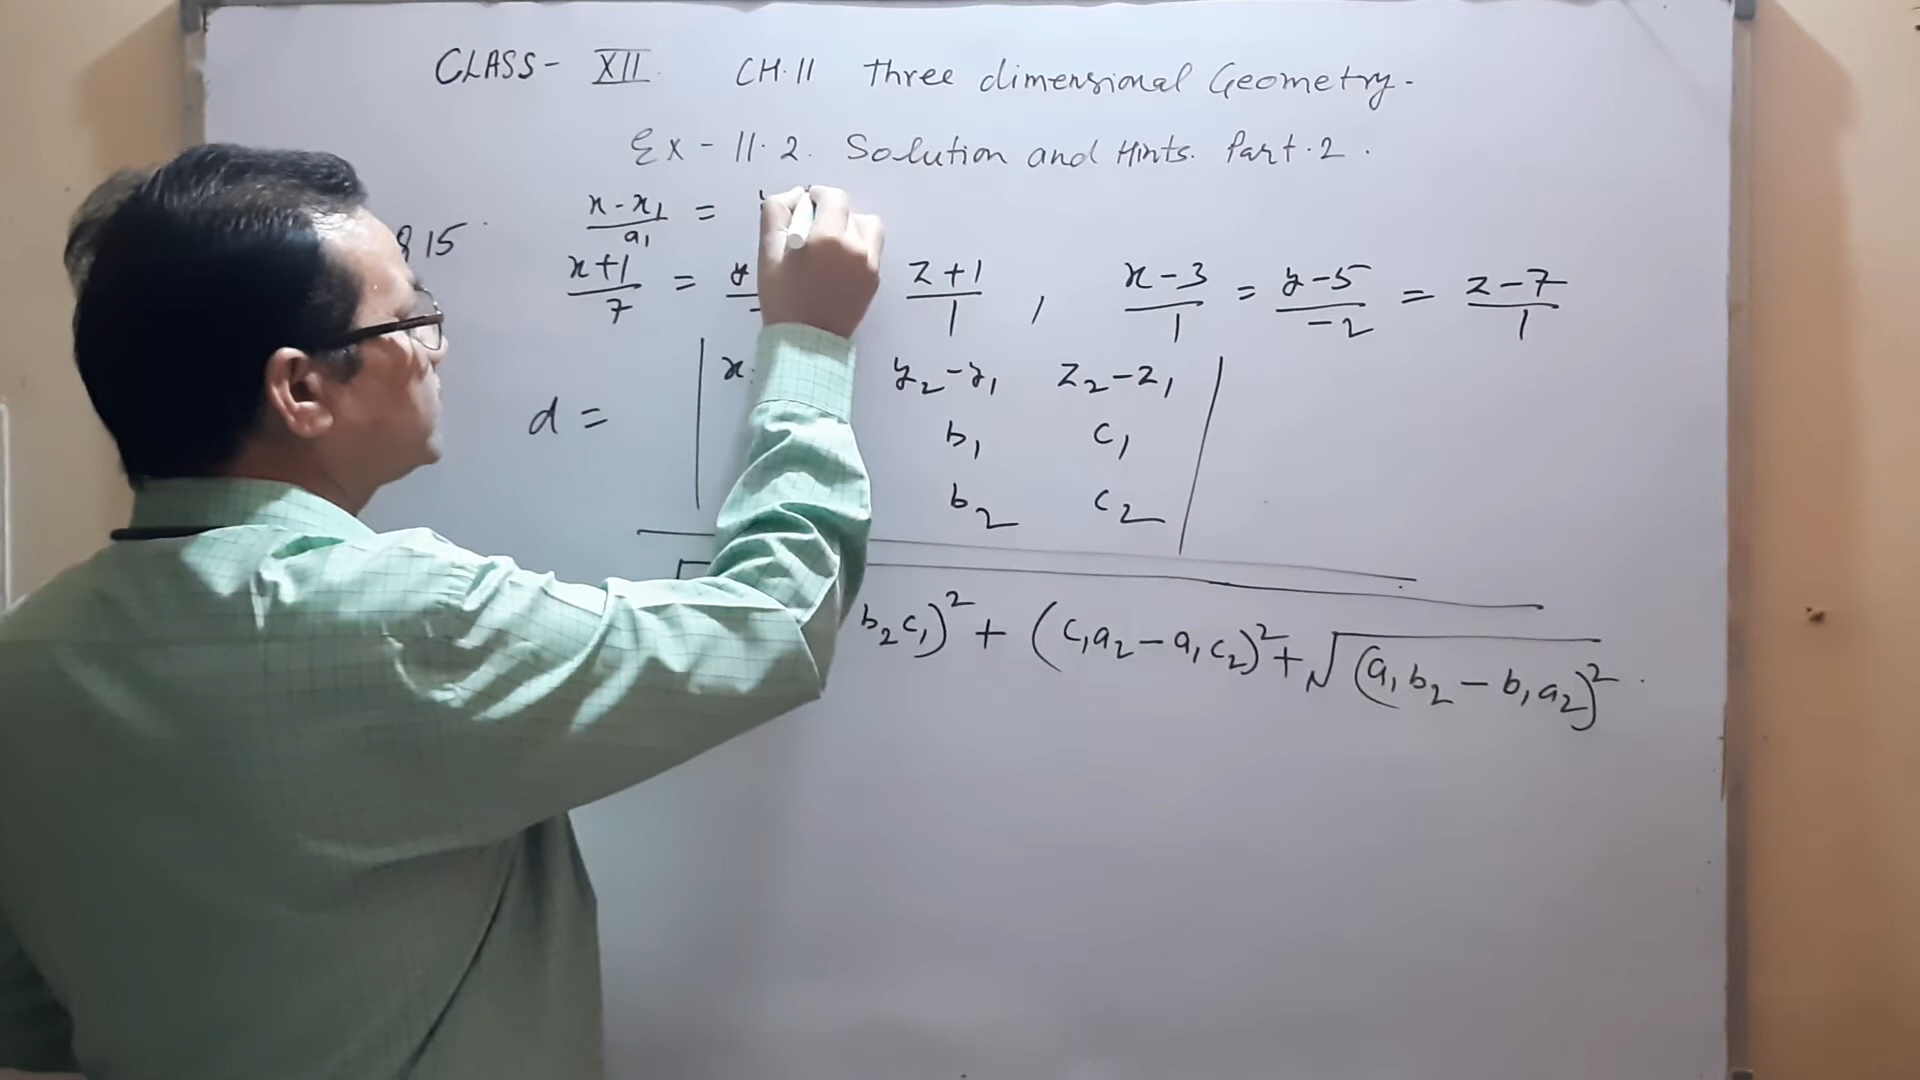 CLASS- XII. CH.11 Three dimensional Geometry-
Ex - 11.2. Solution and Hints. Part.2.
(x-x₁)/a₁ =
15
(x+1)/7 = (z+1)/1 , (x-3)/1 = (y-5)/-2 = (z-7)/1
d =
y₂-y₁ z₂-z₁
b₁ c₁
b₂ c₂
b₂c₁)² + (c₁a₂-a₁c₂)² + √(a₁b₂-b₁a₂)².